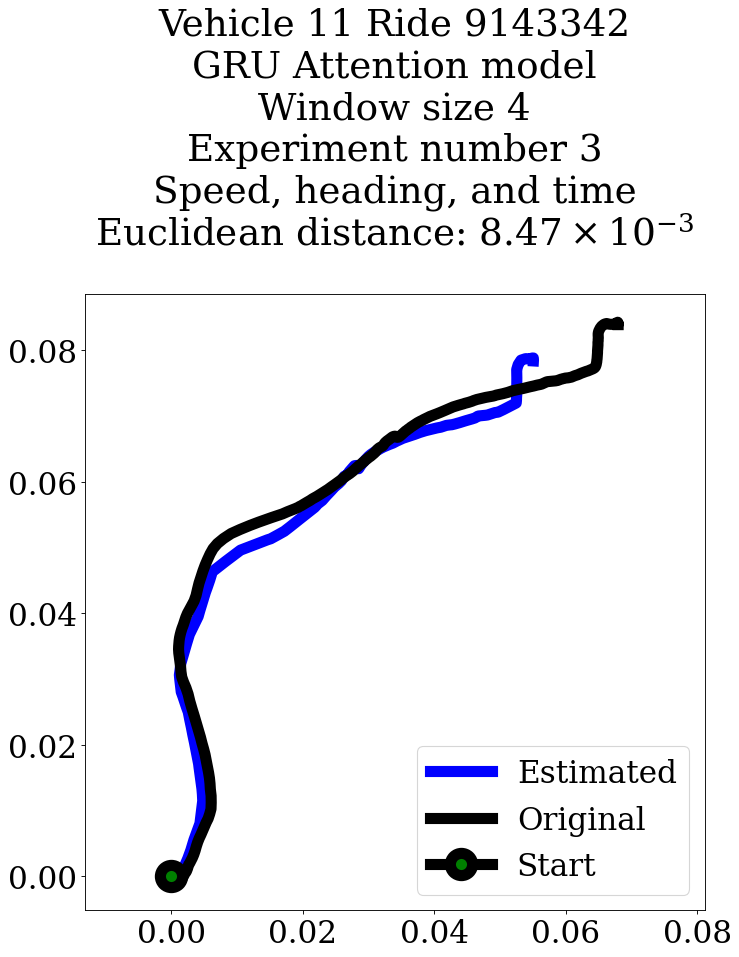 Vehicle 11 Ride 9143342
GRU Attention model
Window size 4
Experiment number 3
Speed, heading, and time
Euclidean distance: 8.47 × 10⁻³
0.08
0.06
0.04
0.02
0.00
Estimated
Original
Start
0.00 0.02 0.04 0.06 0.08